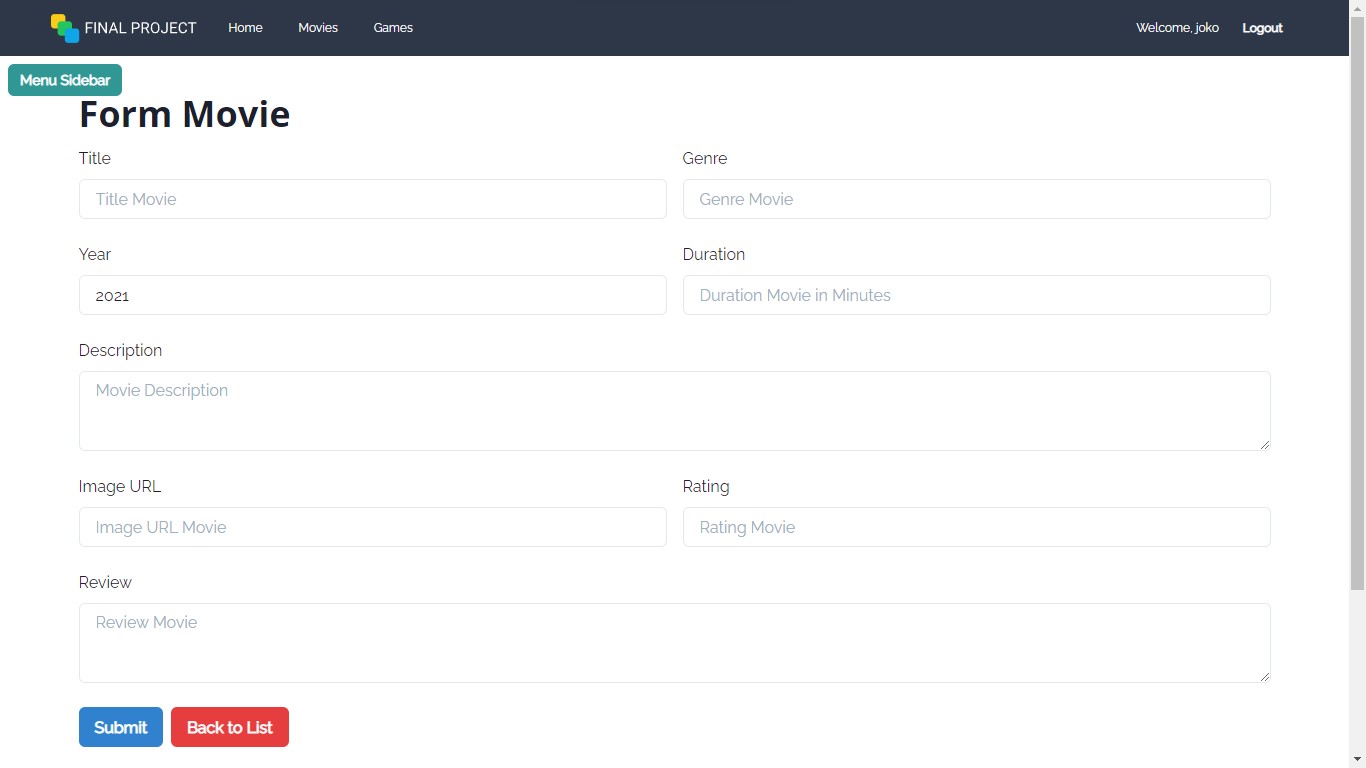 FINAL PROJECT Home Movies Games Welcome, joko Logout
Menu Sidebar
Form Movie
Title Genre
Title Movie Genre Movie
Year Duration
2021 Duration Movie in Minutes
Description
Movie Description
Image URL Rating
Image URL Movie Rating Movie
Review
Review Movie
Submit Back to List